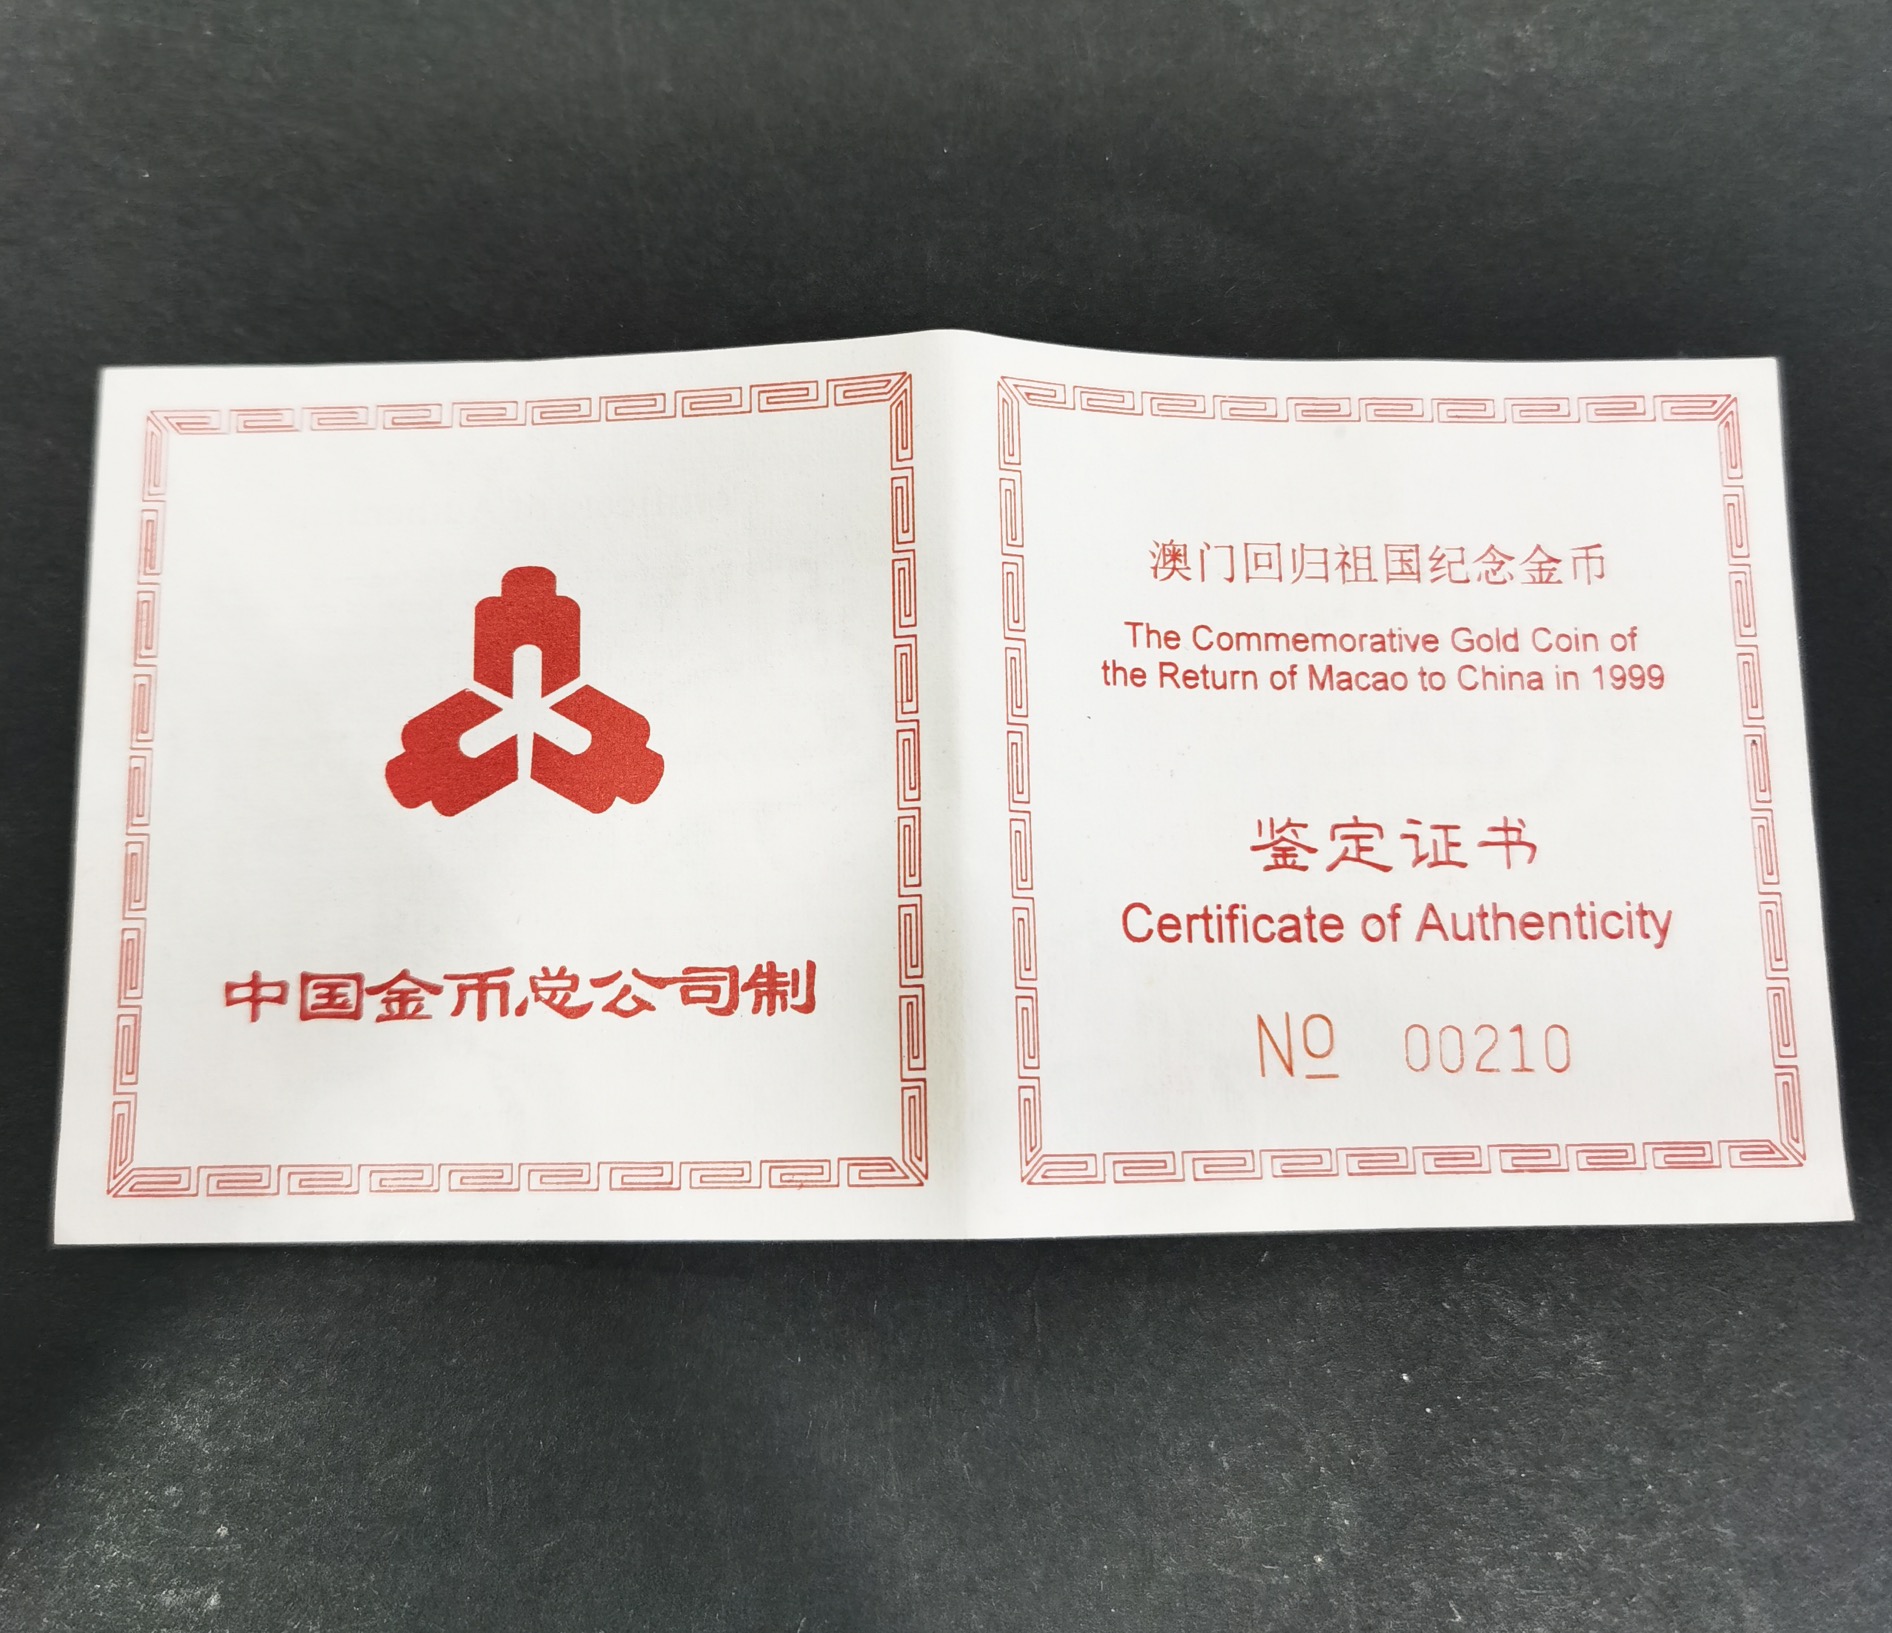 中国金币总公司制
澳门回归祖国纪念金币
The Commemorative Gold Coin of
the Return of Macao to China in 1999
鉴定证书
Certificate of Authenticity
Nº 00210